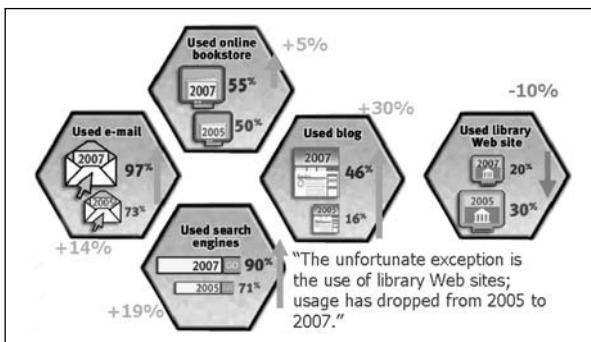 Used online
bookstore
+5%
2007
55%
2005
50%
Used e-mail
2007
97%
2005
73%
+14%
Used blog
+30%
2007
46%
2005
16%
Used search
engines
2007 GO
90%
2005 GO
71%
+19%
-10%
Used library
Web site
2007
20%
2005
30%
"The unfortunate exception is
the use of library Web sites;
usage has dropped from 2005 to
2007."